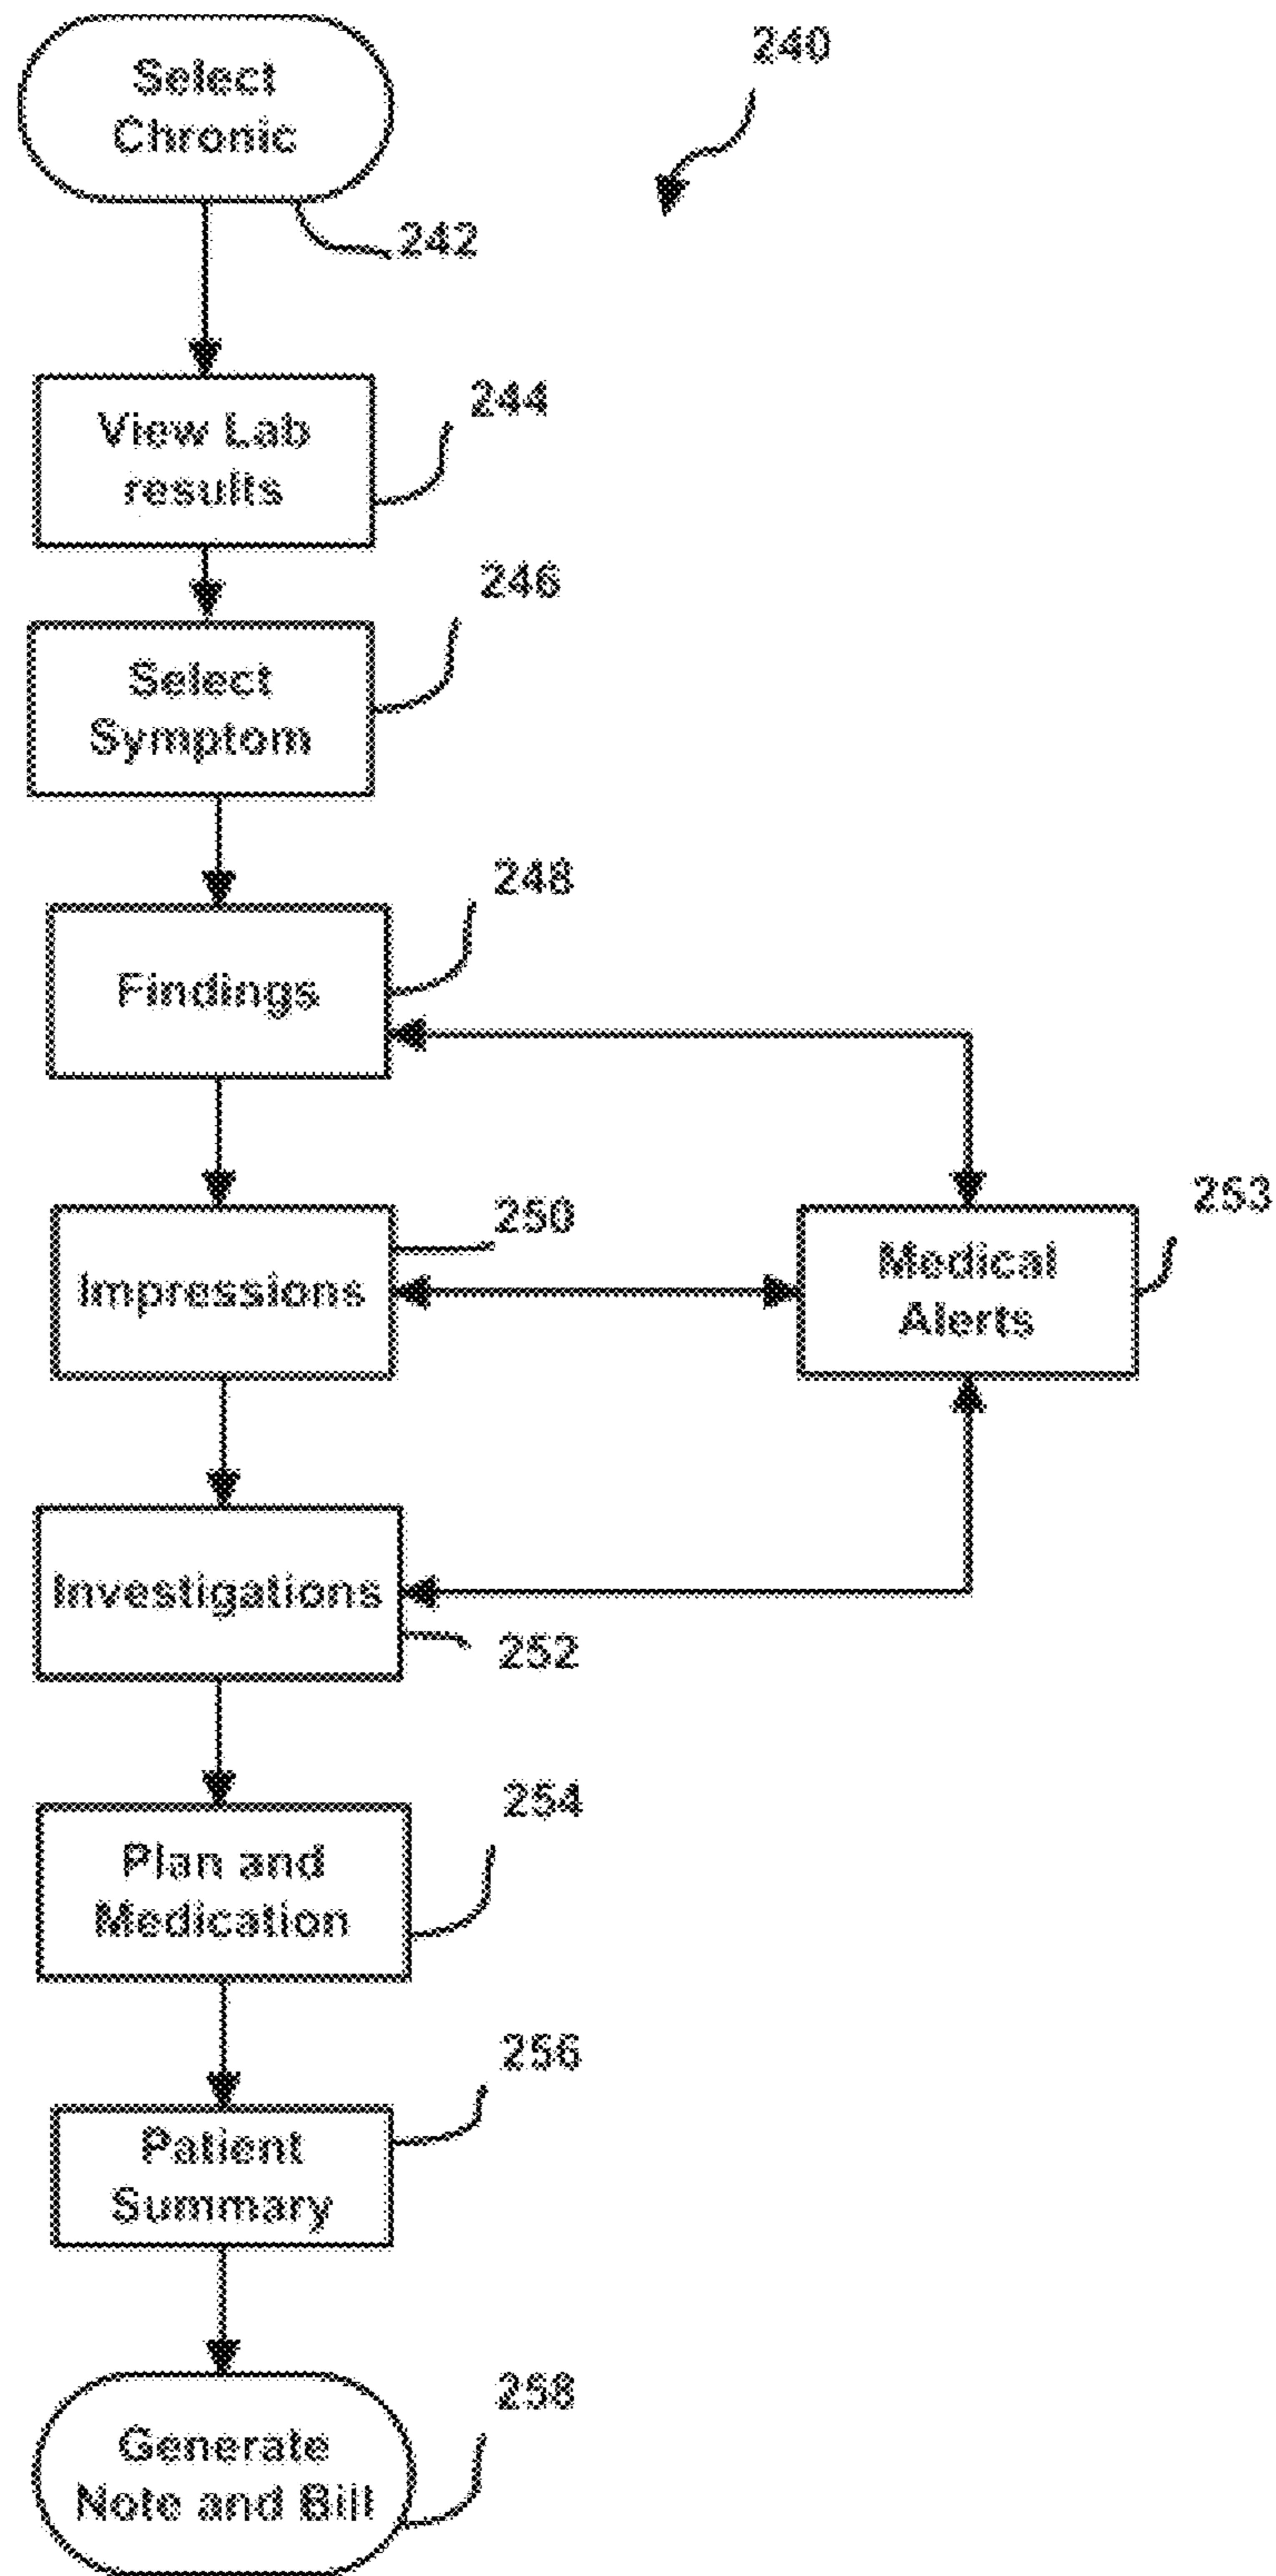 Select
Chronic
240
242
View Lab
results
244
Select
Symptom
246
Findings
248
Impressions
250
Medical
Alerts
253
Investigations
252
Plan and
Medication
254
Patient
Summary
256
Generate
Note and Bill
258